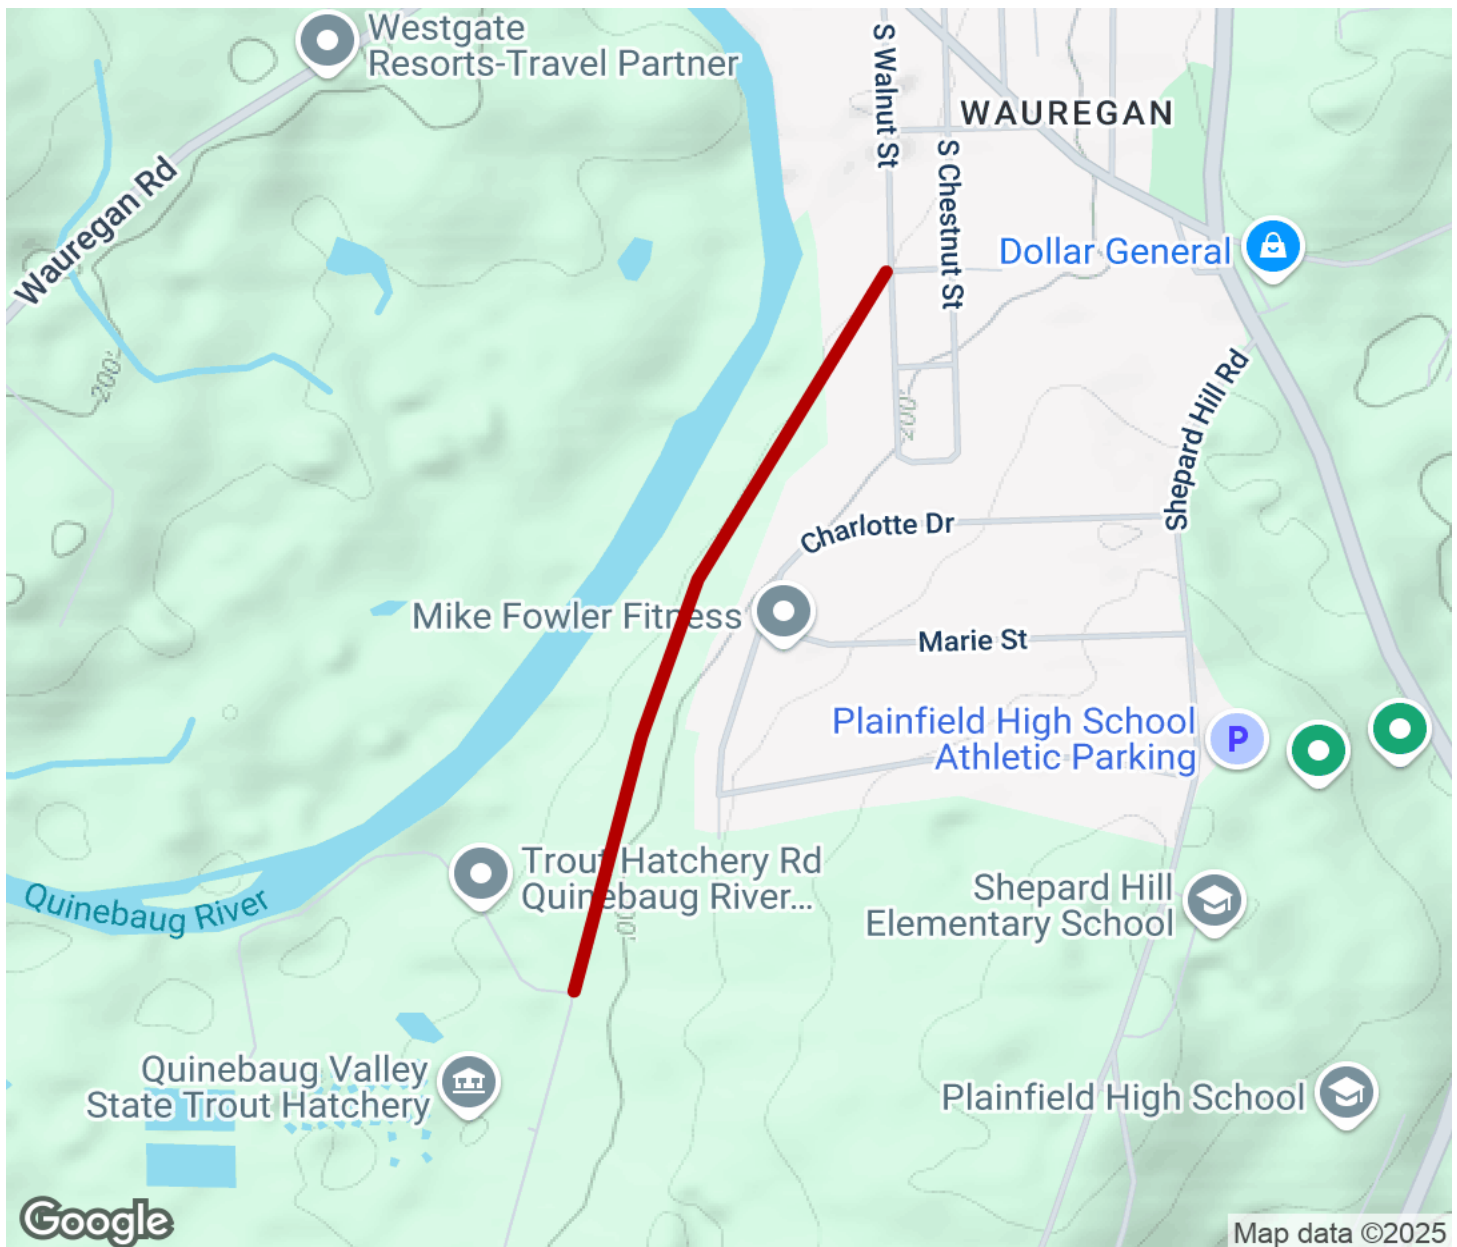 Westgate
Resorts-Travel Partner
S Walnut St
WAUREGAN
S Chestnut St
Wauregan Rd
Dollar General
200'
200'
Shepard Hill Rd
Charlotte Dr
Mike Fowler Fitness
Marie St
Plainfield High School
Athletic Parking
P
Trout Hatchery Rd
Quinebaug River...
Quinebaug River
Shepard Hill
Elementary School
Quinebaug Valley
State Trout Hatchery
Plainfield High School
Google
Map data ©2025